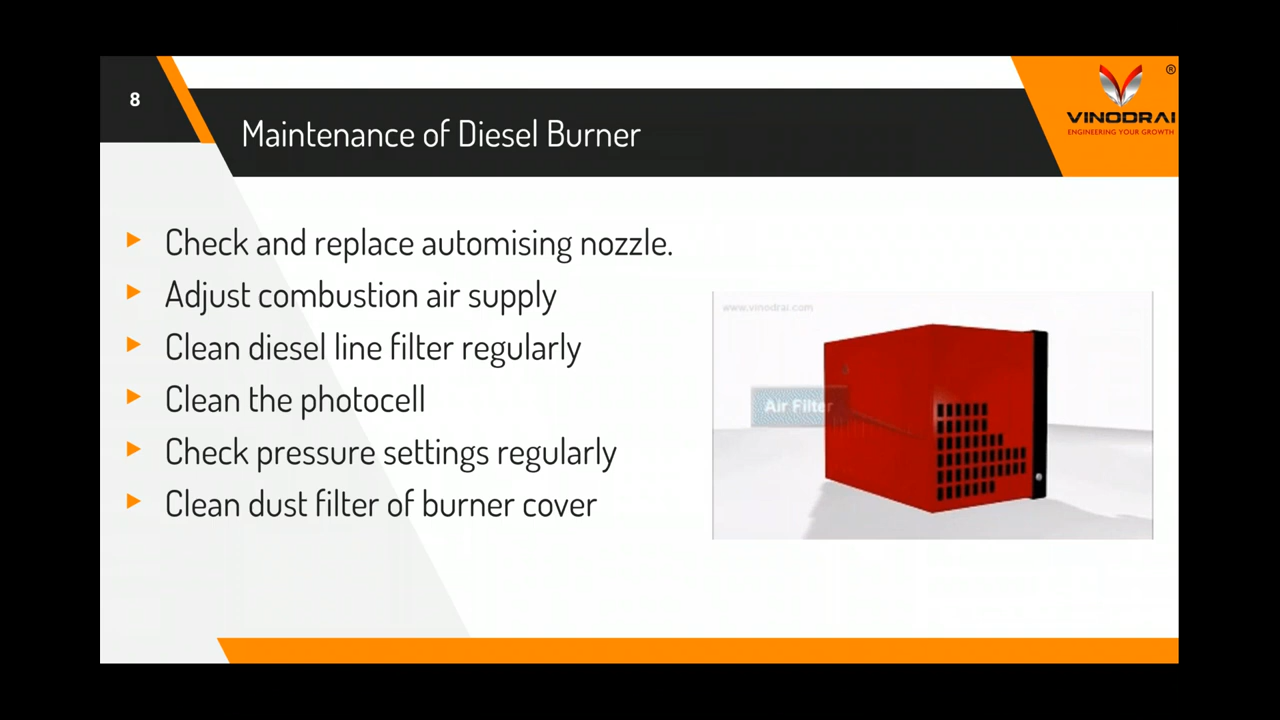 8
Maintenance of Diesel Burner
®
VINODRAI
ENGINEERING YOUR GROWTH
Check and replace automising nozzle.
Adjust combustion air supply
Clean diesel line filter regularly
Clean the photocell
Check pressure settings regularly
Clean dust filter of burner cover
www.vinodrai.com
Air Filter